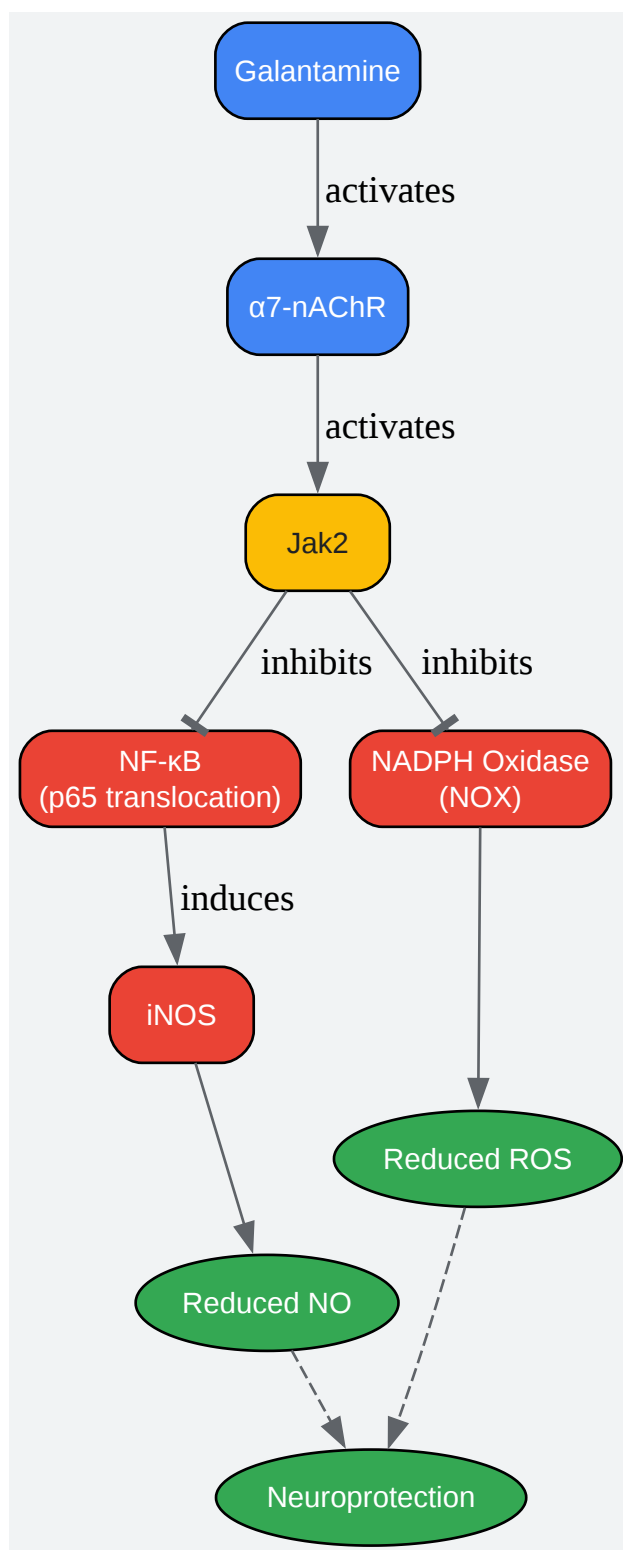 Galantamine
activates
α7-nAChR
activates
Jak2
inhibits
inhibits
NF-κB
(p65 translocation)
NADPH Oxidase
(NOX)
induces
iNOS
Reduced ROS
Reduced NO
Neuroprotection